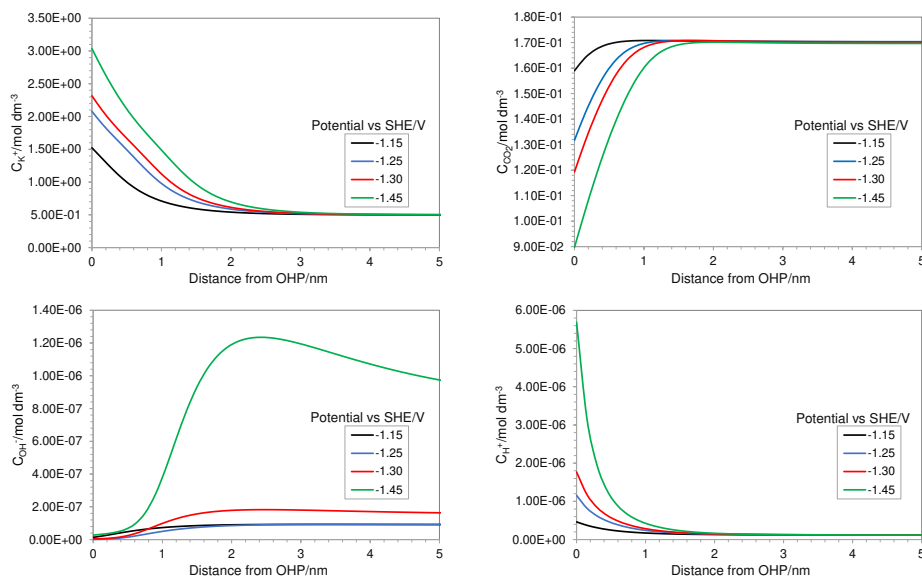 3.50E+00
3.00E+00
2.50E+00
2.00E+00
1.50E+00
1.00E+00
5.00E-01
0.00E+00
C_K⁺/mol dm⁻³
Potential vs SHE/V
-1.15
-1.25
-1.30
-1.45
0 1 2 3 4 5
Distance from OHP/nm
1.80E-01
1.70E-01
1.60E-01
1.50E-01
1.40E-01
1.30E-01
1.20E-01
1.10E-01
1.00E-01
9.00E-02
C_CO₂/mol dm⁻³
Potential vs SHE/V
-1.15
-1.25
-1.30
-1.45
0 1 2 3 4 5
Distance from OHP/nm
1.40E-06
1.20E-06
1.00E-06
8.00E-07
6.00E-07
4.00E-07
2.00E-07
0.00E+00
C_OH⁻/mol dm⁻³
Potential vs SHE/V
-1.15
-1.25
-1.30
-1.45
0 1 2 3 4 5
Distance from OHP/nm
6.00E-06
5.00E-06
4.00E-06
3.00E-06
2.00E-06
1.00E-06
0.00E+00
C_H⁺/mol dm⁻³
Potential vs SHE/V
-1.15
-1.25
-1.30
-1.45
0 1 2 3 4 5
Distance from OHP/nm